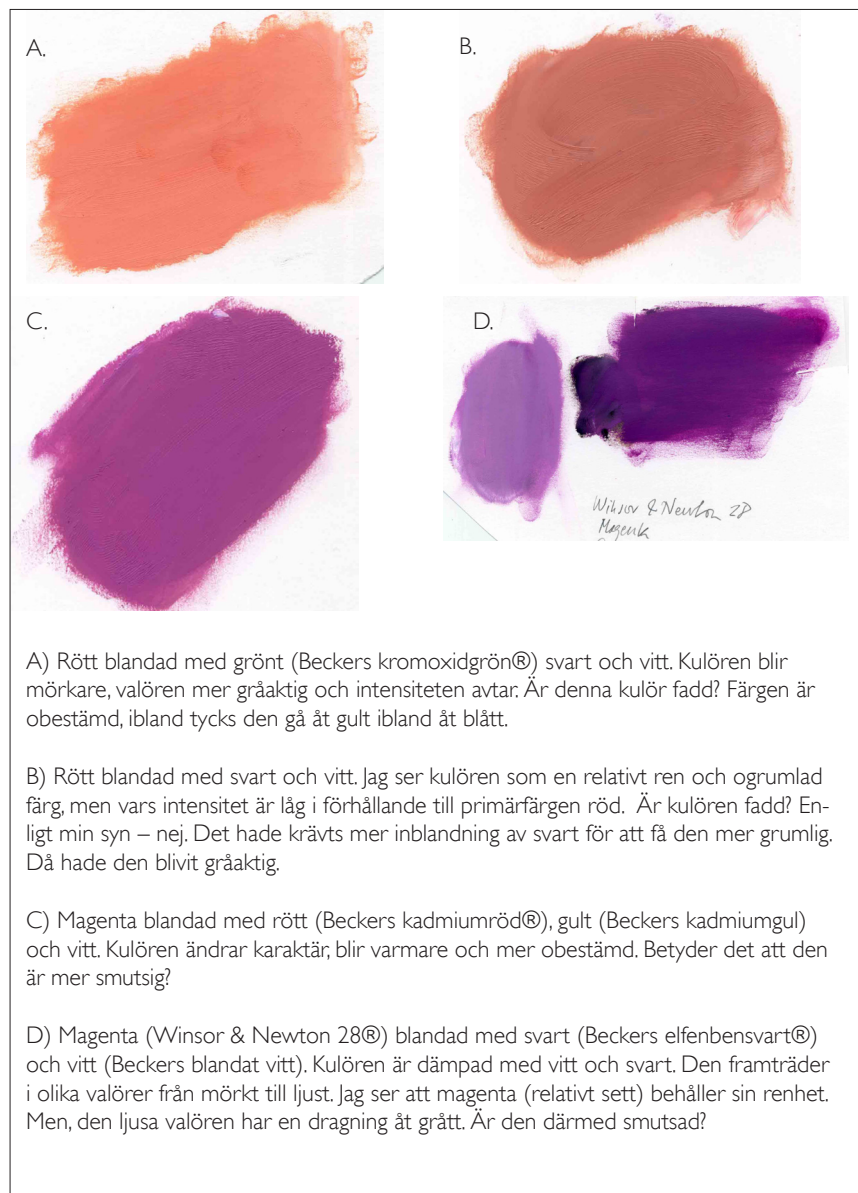 A.
B.
C.
D.
Winsor & Newton 28
Magenta
A) Rött blandad med grönt (Beckers kromoxidgrön®) svart och vitt. Kulören blir
mörkare, valören mer gråaktig och intensiteten avtar. Är denna kulör fadd? Färgen är
obestämd, ibland tycks den gå åt gult ibland åt blått.
B) Rött blandad med svart och vitt. Jag ser kulören som en relativt ren och ogrumlad
färg, men vars intensitet är låg i förhållande till primärfärgen röd.  Är kulören fadd? En-
ligt min syn – nej. Det hade krävts mer inblandning av svart för att få den mer grumlig.
Då hade den blivit gråaktig.
C) Magenta blandad med rött (Beckers kadmiumröd®), gult (Beckers kadmiumgul)
och vitt. Kulören ändrar karaktär, blir varmare och mer obestämd. Betyder det att den
är mer smutsig?
D) Magenta (Winsor & Newton 28®) blandad med svart (Beckers elfenbensvart®)
och vitt (Beckers blandat vitt). Kulören är dämpad med vitt och svart. Den framträder
i olika valörer från mörkt till ljust. Jag ser att magenta (relativt sett) behåller sin renhet.
Men, den ljusa valören har en dragning åt grått. Är den därmed smutsad?